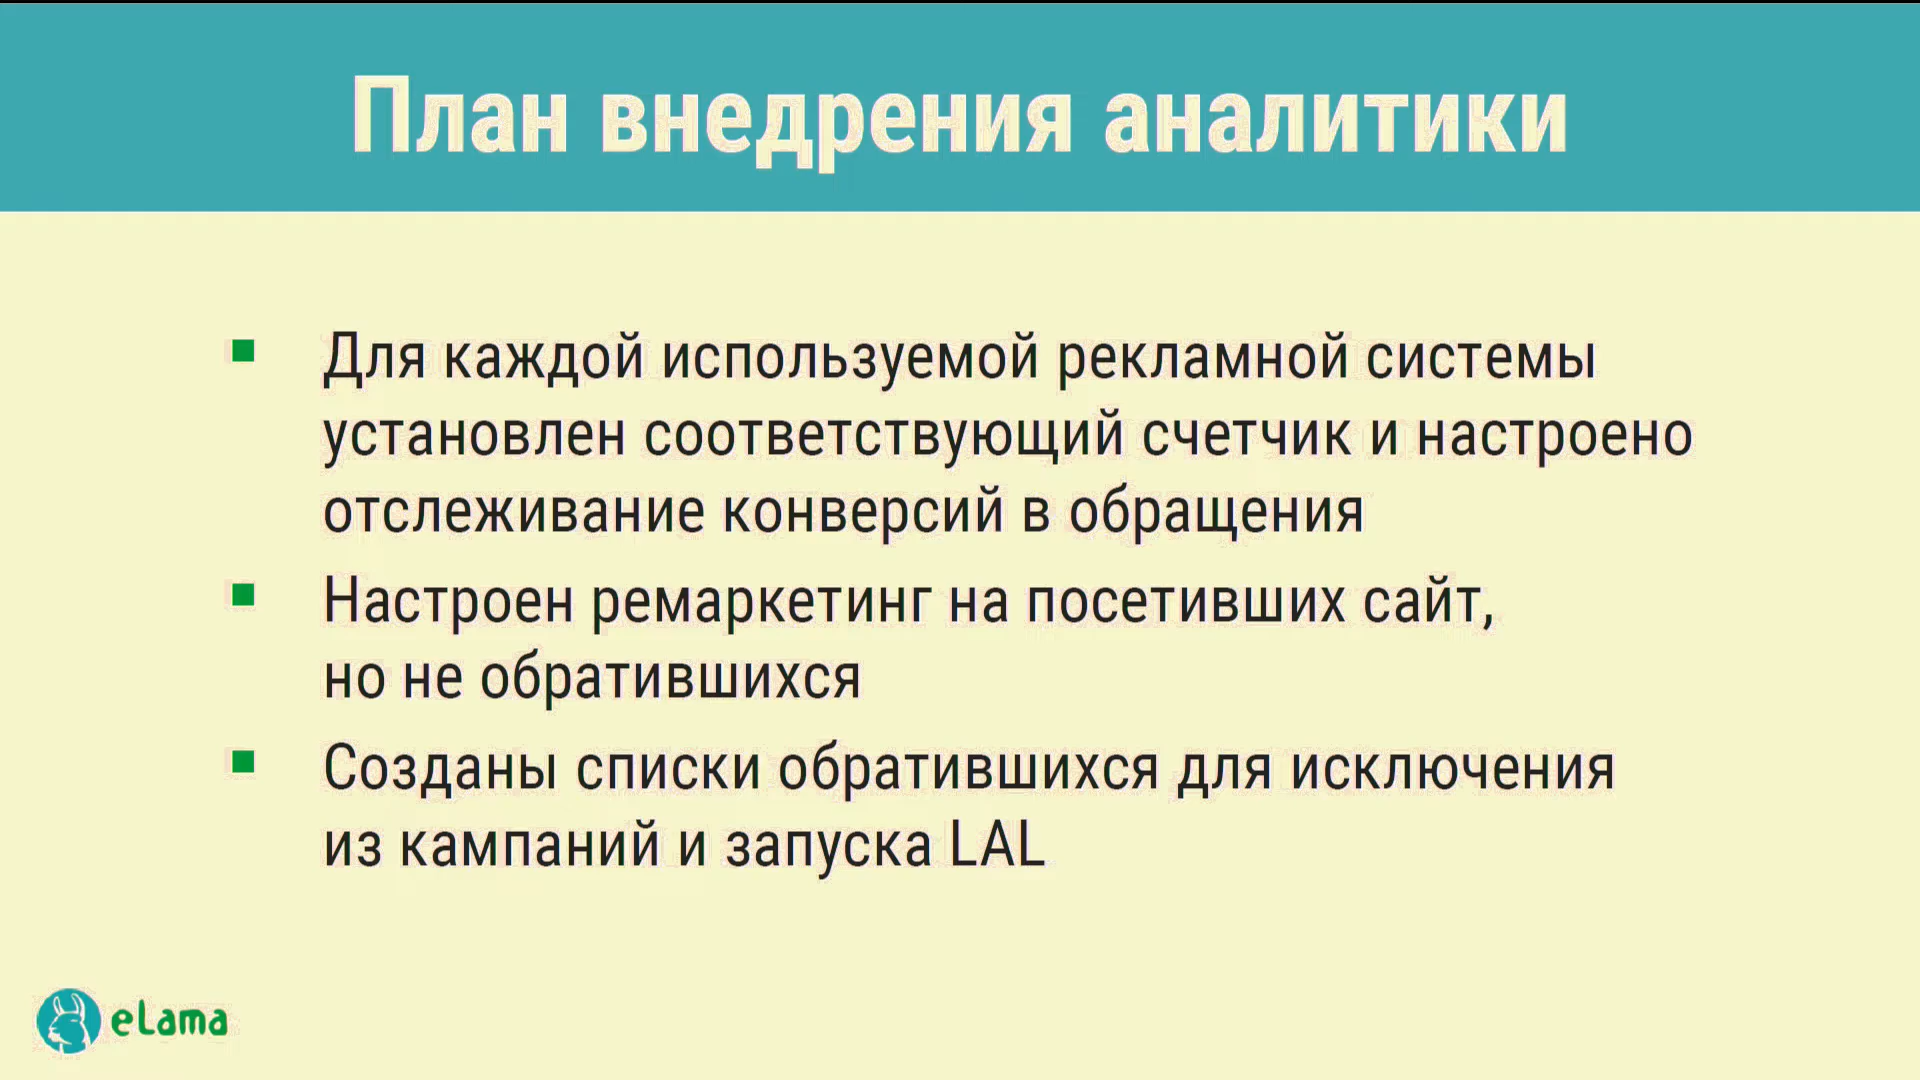 План внедрения аналитики
Для каждой используемой рекламной системы
установлен соответствующий счетчик и настроено
отслеживание конверсий в обращения
Настроен ремаркетинг на посетивших сайт,
но не обратившихся
Созданы списки обратившихся для исключения
из кампаний и запуска LAL
eLama